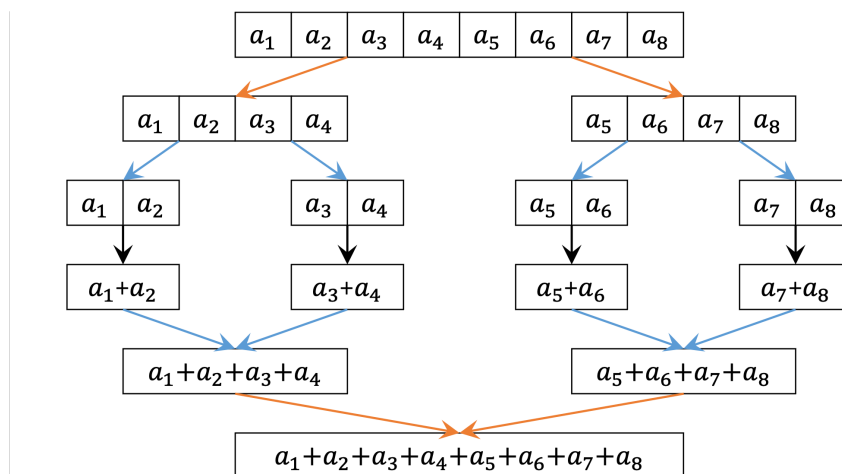 a₁ a₂ a₃ a₄ a₅ a₆ a₇ a₈
a₁ a₂ a₃ a₄ a₅ a₆ a₇ a₈
a₁ a₂ a₃ a₄ a₅ a₆ a₇ a₈
a₁+a₂ a₃+a₄ a₅+a₆ a₇+a₈
a₁+a₂+a₃+a₄ a₅+a₆+a₇+a₈
a₁+a₂+a₃+a₄+a₅+a₆+a₇+a₈